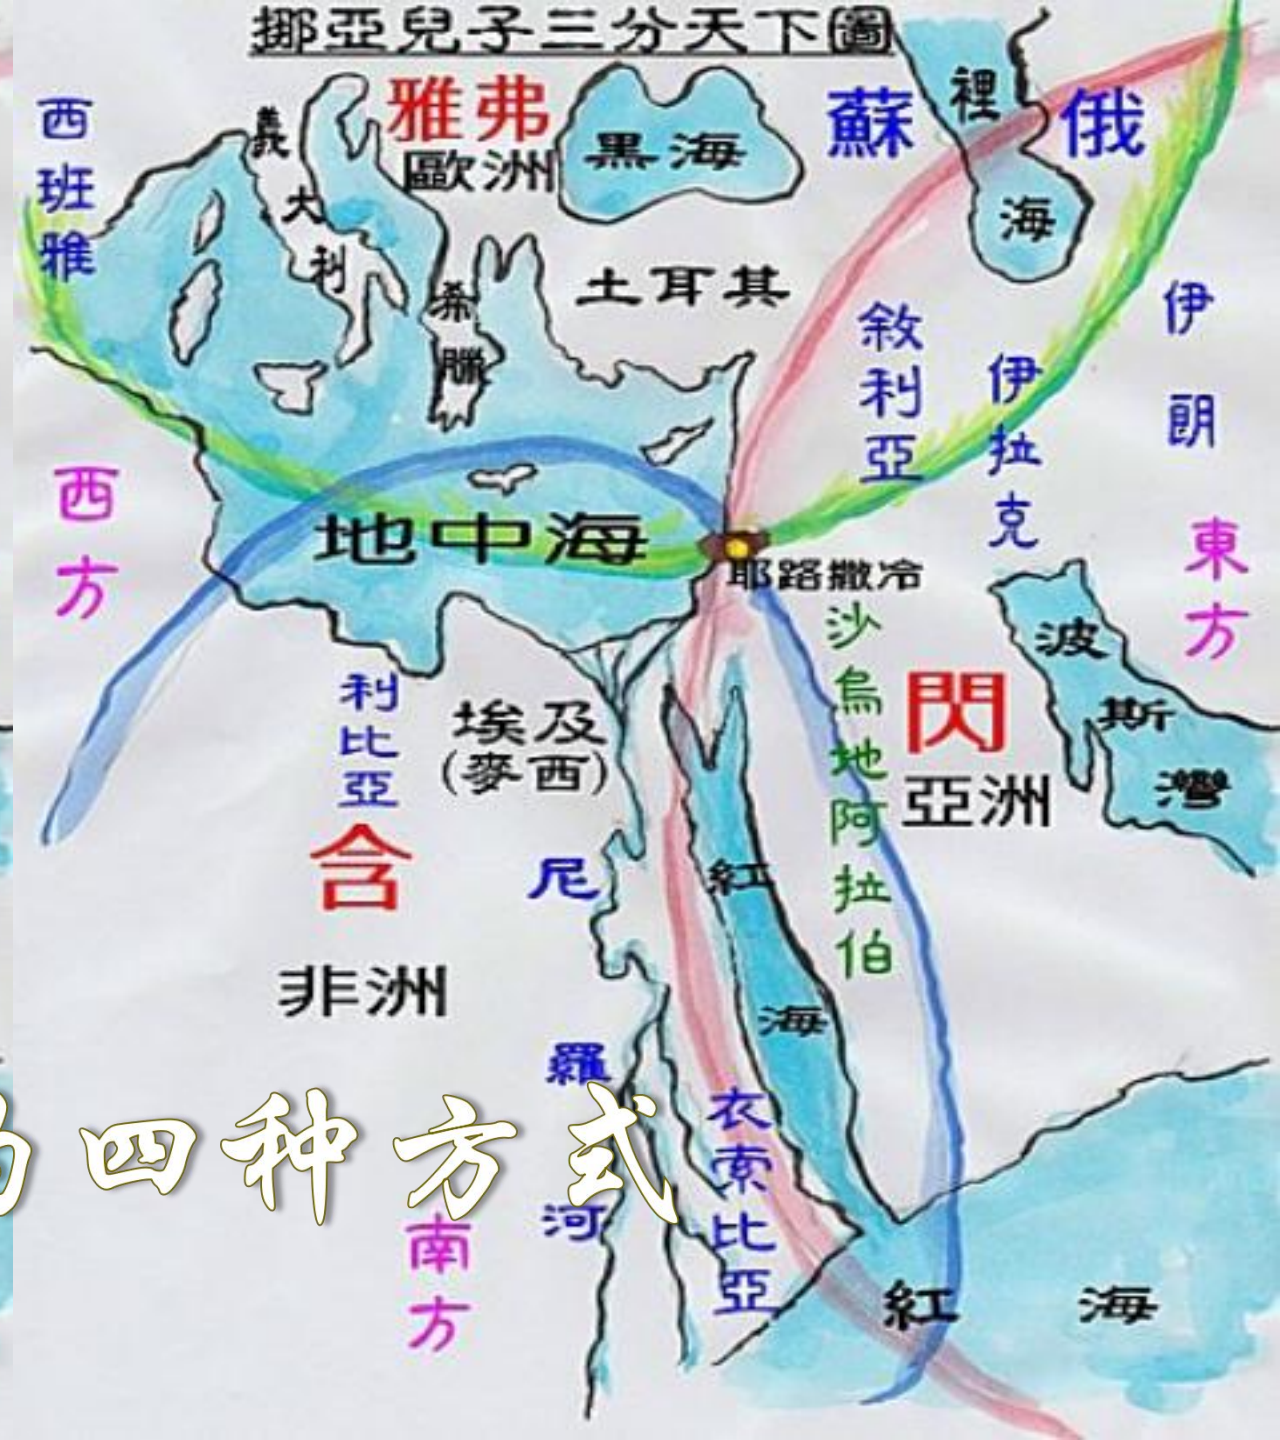 挪亞兒子三分天下圖
西班雅
義大利
雅弗
歐洲
黑海
蘇俄
裡海
希臘
土耳其
敘利亞
伊拉克
伊朗
西方
地中海
耶路撒冷
東方
利比亞
埃及
(麥西)
沙烏地阿拉伯
閃
亞洲
波斯灣
含
非洲
尼羅河
紅海
衣索比亞
四种方式
南方
紅海